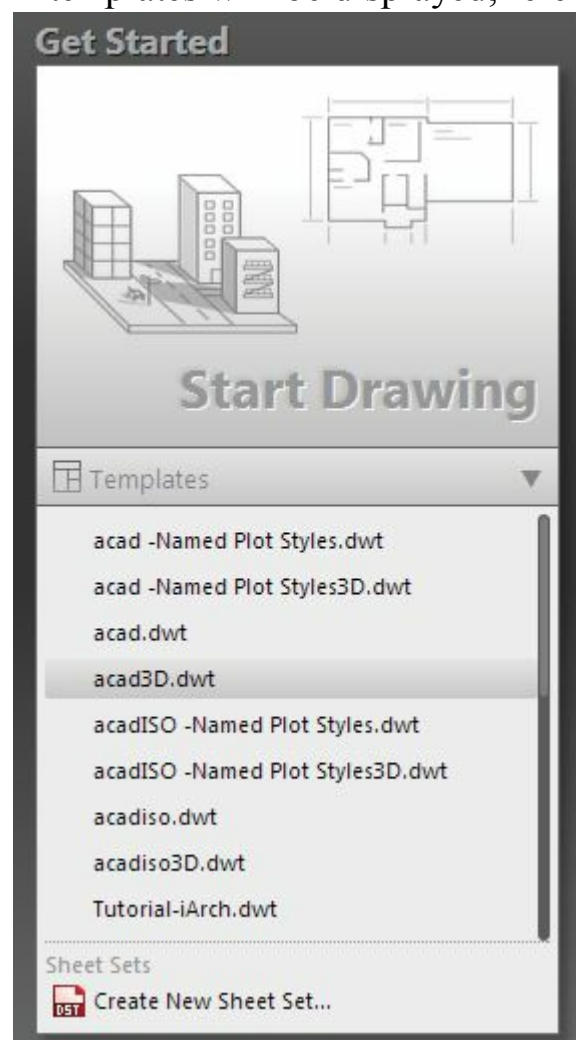 Get Started
Start Drawing
Templates
acad -Named Plot Styles.dwt
acad -Named Plot Styles3D.dwt
acad.dwt
acad3D.dwt
acadISO -Named Plot Styles.dwt
acadISO -Named Plot Styles3D.dwt
acadiso.dwt
acadiso3D.dwt
Tutorial-iArch.dwt
Sheet Sets
DST Create New Sheet Set...